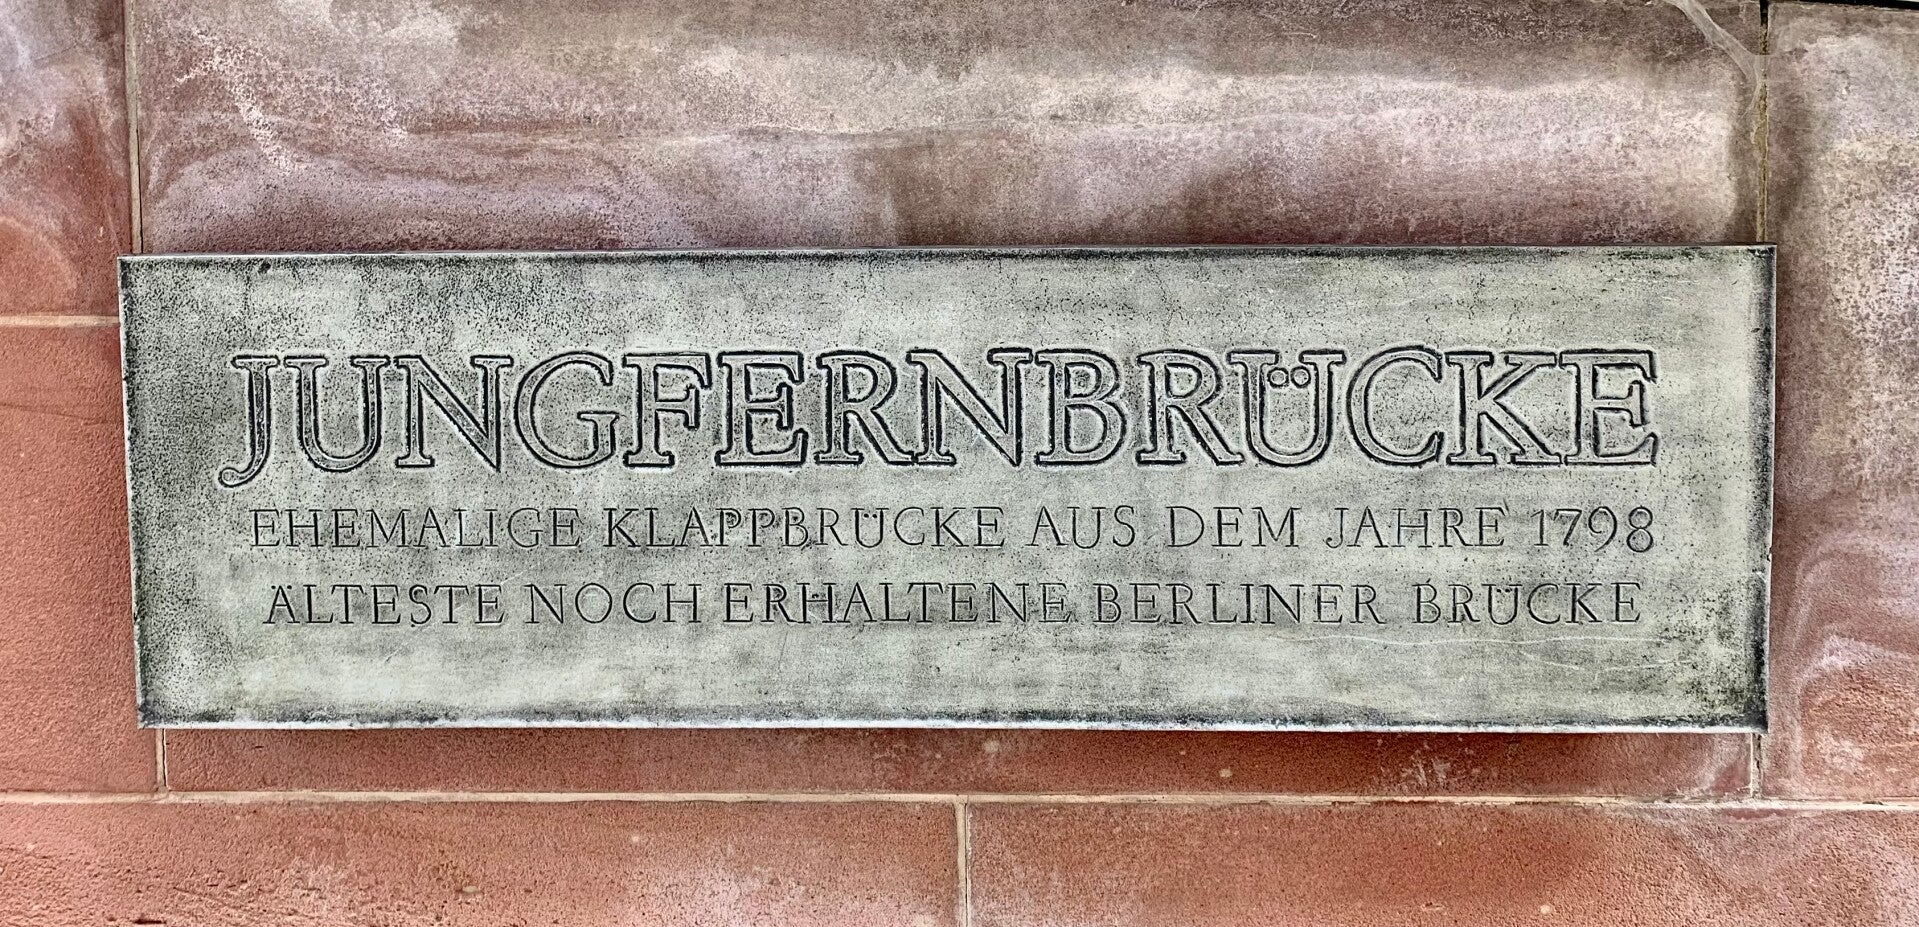 JUNGFERNBRÜCKE
EHEMALIGE KLAPPBRÜCKE AUS DEM JAHRE 1798
ÄLTESTE NOCH ERHALTENE BERLINER BRÜCKE